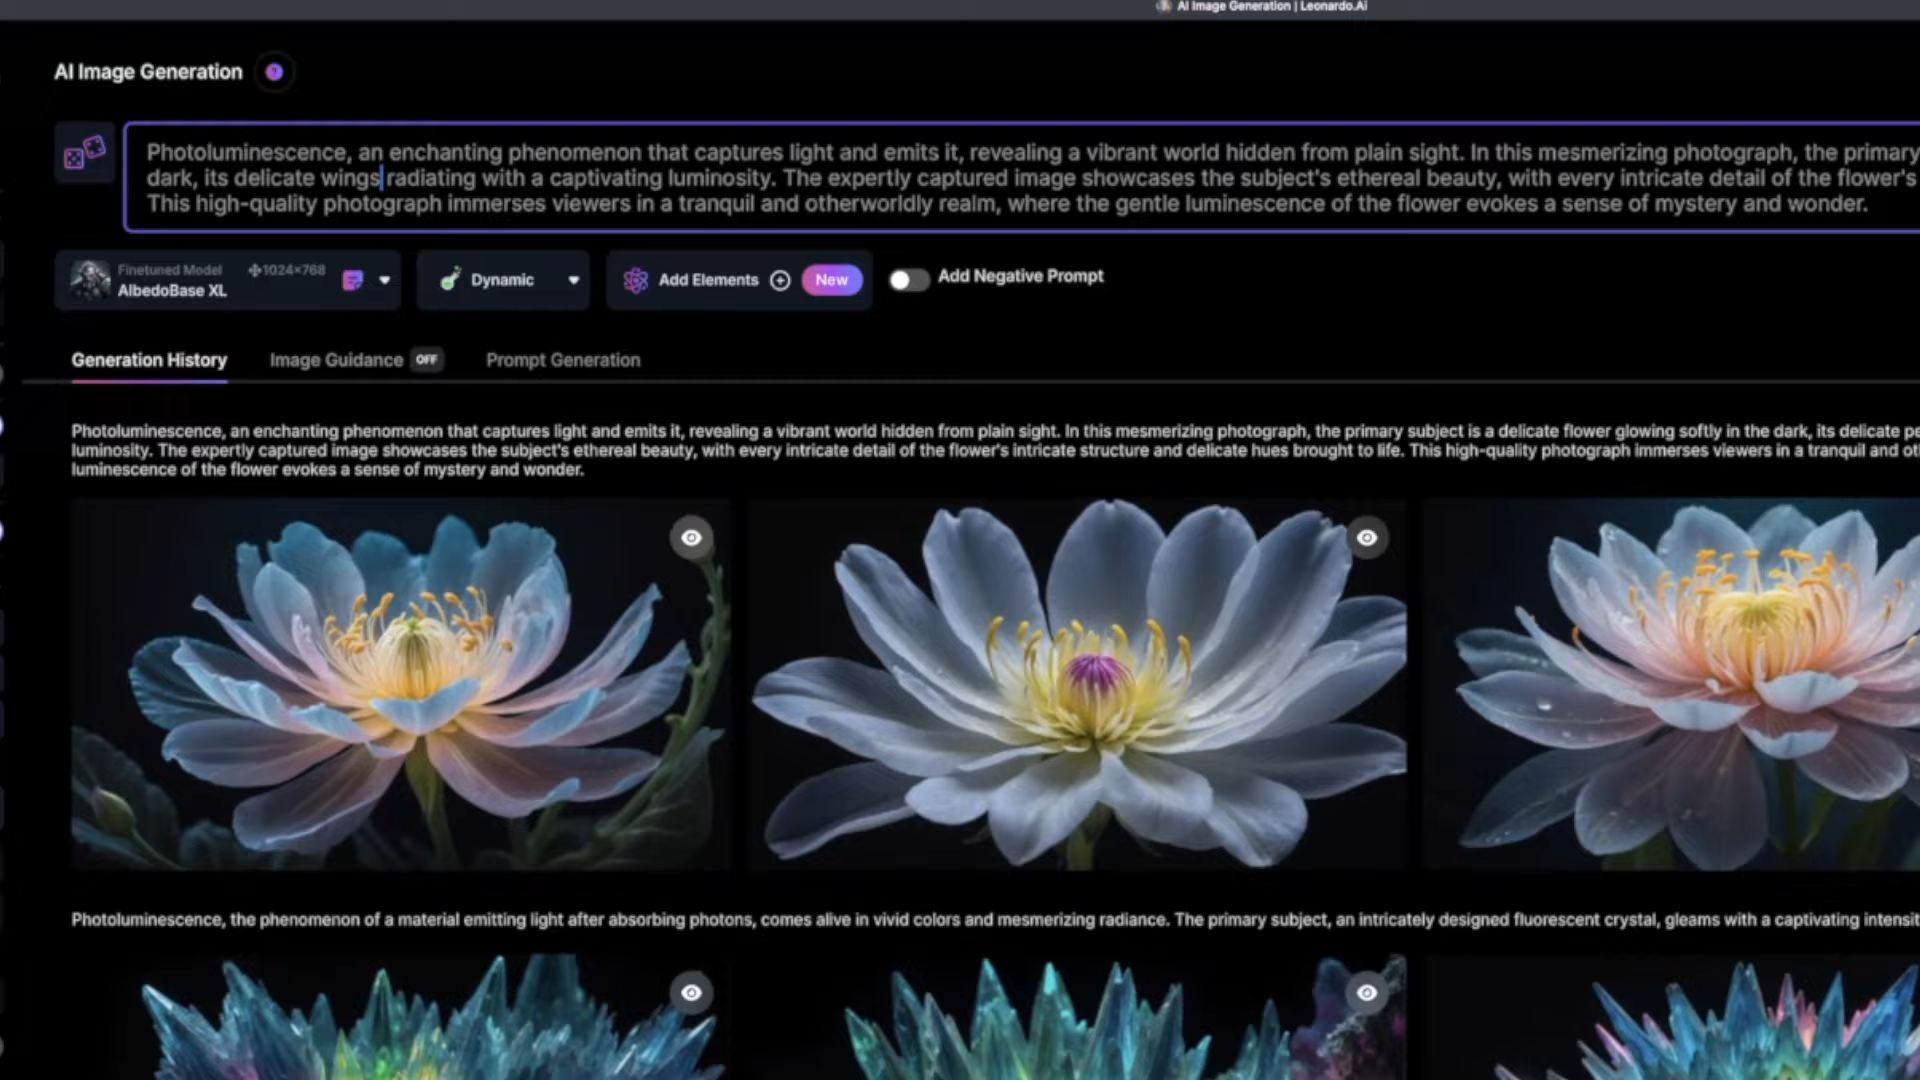 AI Image Generation | Leonardo.Ai
AI Image Generation ?
Photoluminescence, an enchanting phenomenon that captures light and emits it, revealing a vibrant world hidden from plain sight. In this mesmerizing photograph, the primary
dark, its delicate wings radiating with a captivating luminosity. The expertly captured image showcases the subject's ethereal beauty, with every intricate detail of the flower's
This high-quality photograph immerses viewers in a tranquil and otherworldly realm, where the gentle luminescence of the flower evokes a sense of mystery and wonder.
Finetuned Model 1024×768
AlbedoBase XL
Dynamic
Add Elements New
Add Negative Prompt
Generation History Image Guidance OFF Prompt Generation
Photoluminescence, an enchanting phenomenon that captures light and emits it, revealing a vibrant world hidden from plain sight. In this mesmerizing photograph, the primary subject is a delicate flower glowing softly in the dark, its delicate pe
luminosity. The expertly captured image showcases the subject's ethereal beauty, with every intricate detail of the flower's intricate structure and delicate hues brought to life. This high-quality photograph immerses viewers in a tranquil and ot
luminescence of the flower evokes a sense of mystery and wonder.
Photoluminescence, the phenomenon of a material emitting light after absorbing photons, comes alive in vivid colors and mesmerizing radiance. The primary subject, an intricately designed fluorescent crystal, gleams with a captivating intensit